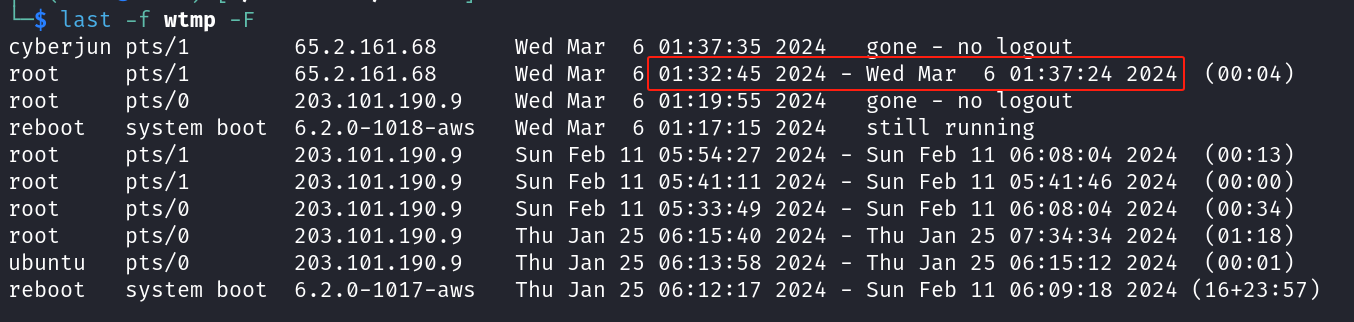 └─$ last -f wtmp -F
cyberjun pts/1        65.2.161.68      Wed Mar  6 01:37:35 2024   gone - no logout
root     pts/1        65.2.161.68      Wed Mar  6 01:32:45 2024 - Wed Mar  6 01:37:24 2024  (00:04)
root     pts/0        203.101.190.9    Wed Mar  6 01:19:55 2024   gone - no logout
reboot   system boot  6.2.0-1018-aws   Wed Mar  6 01:17:15 2024   still running
root     pts/1        203.101.190.9    Sun Feb 11 05:54:27 2024 - Sun Feb 11 06:08:04 2024  (00:13)
root     pts/1        203.101.190.9    Sun Feb 11 05:41:11 2024 - Sun Feb 11 05:41:46 2024  (00:00)
root     pts/0        203.101.190.9    Sun Feb 11 05:33:49 2024 - Sun Feb 11 06:08:04 2024  (00:34)
root     pts/0        203.101.190.9    Thu Jan 25 06:15:40 2024 - Thu Jan 25 07:34:34 2024  (01:18)
ubuntu   pts/0        203.101.190.9    Thu Jan 25 06:13:58 2024 - Thu Jan 25 06:15:12 2024  (00:01)
reboot   system boot  6.2.0-1017-aws   Thu Jan 25 06:12:17 2024 - Sun Feb 11 06:09:18 2024 (16+23:57)